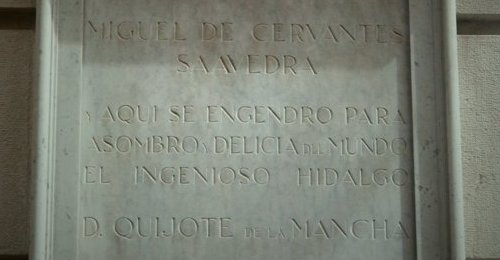 MIGUEL DE CERVANTES
SAAVEDRA
Y AQUI SE ENGENDRO PARA
ASOMBRO Y DELICIA DEL MUNDO
EL INGENIOSO HIDALGO
D. QUIJOTE DE LA MANCHA